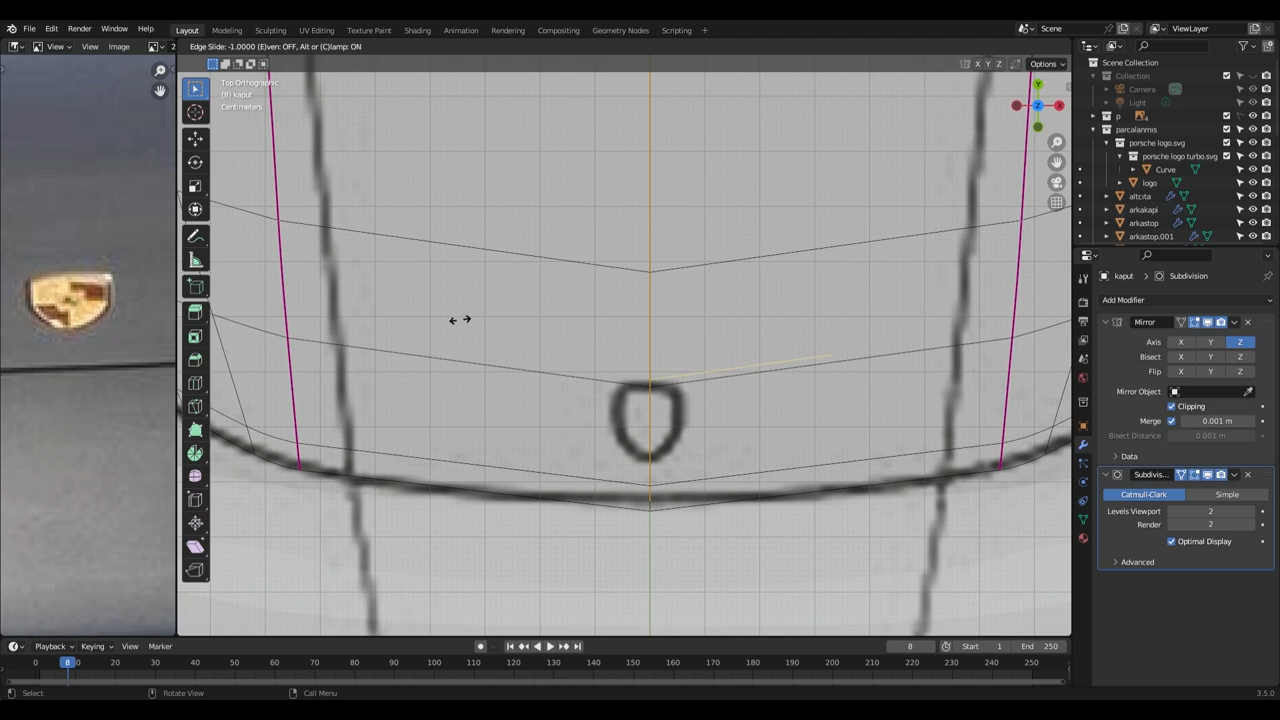 File Edit Render Window Help Layout Modeling Sculpting UV Editing Texture Paint Shading Animation Rendering Compositing Geometry Nodes Scripting + Scene ViewLayer
View View Image 2 Edge Slide: -1.0000 (E)ven: OFF, Alt or (C)lamp: ON
X Y Z Options
Top Orthographic
(8) kaput
Centimeters
Y
Z
X
Scene Collection
Collection
Camera
Light
p 4
parcalanmis
porsche logo.svg
porsche logo turbo.svg
Curve
logo
altcita
arkakapi
arkastop
arkastop.001
kaput > Subdivision
Add Modifier
Mirror
Axis X Y Z
Bisect X Y Z
Flip X Y Z
Mirror Object
Clipping
Merge 0.001 m
Bisect Distance 0.001 m
Data
Subdivis...
Catmull-Clark Simple
Levels Viewport 2
Render 2
Optimal Display
Advanced
Playback Keying View Marker 8 Start 1 End 250
0 8 10 20 30 40 50 60 70 80 90 100 110 120 130 140 150 160 170 180 190 200 210 220 230 240 250
Select Rotate View Call Menu 3.5.0